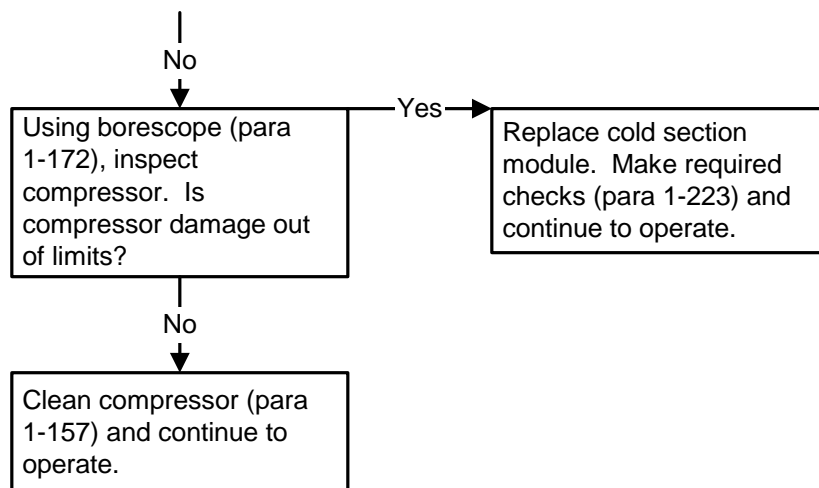 No
Using borescope (para
1-172), inspect
compressor.  Is
compressor damage out
of limits?
Yes
Replace cold section
module.  Make required
checks (para 1-223) and
continue to operate.
No
Clean compressor (para
1-157) and continue to
operate.